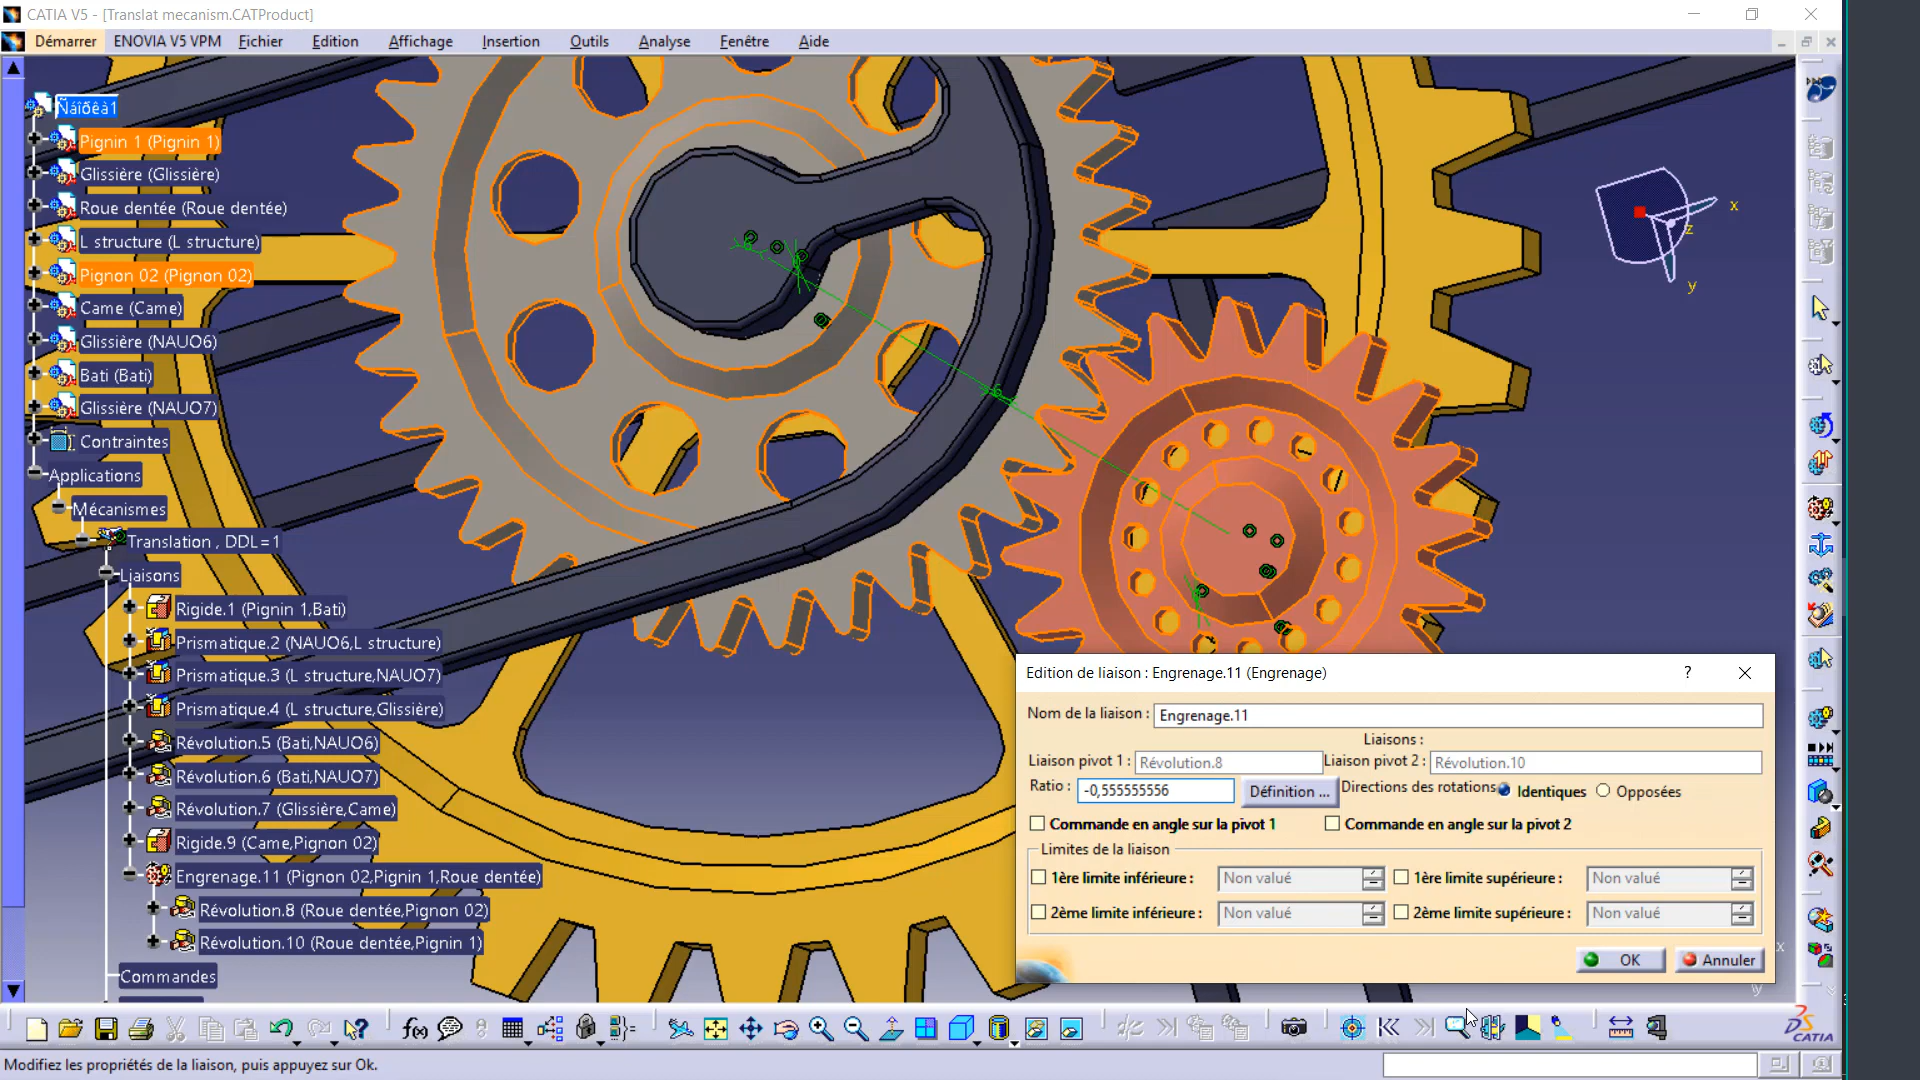 CATIA V5 - [Translat mecanism.CATProduct]
Démarrer ENOVIA V5 VPM Fichier Edition Affichage Insertion Outils Analyse Fenêtre Aide
Ñáîðêà1
Pignin 1 (Pignin 1)
Glissière (Glissière)
Roue dentée (Roue dentée)
L structure (L structure)
Pignon 02 (Pignon 02)
Came (Came)
Glissière (NAUO6)
Bati (Bati)
Glissière (NAUO7)
Contraintes
Applications
Mécanismes
Translation , DDL=1
Liaisons
Rigide.1 (Pignin 1,Bati)
Prismatique.2 (NAUO6,L structure)
Prismatique.3 (L structure,NAUO7)
Prismatique.4 (L structure,Glissière)
Révolution.5 (Bati,NAUO6)
Révolution.6 (Bati,NAUO7)
Révolution.7 (Glissière,Came)
Rigide.9 (Came,Pignon 02)
Engrenage.11 (Pignon 02,Pignin 1,Roue dentée)
Révolution.8 (Roue dentée,Pignon 02)
Révolution.10 (Roue dentée,Pignin 1)
Commandes
x
z
y
Edition de liaison : Engrenage.11 (Engrenage)
?
Nom de la liaison : Engrenage.11
Liaisons :
Liaison pivot 1 : Révolution.8 Liaison pivot 2 : Révolution.10
Ratio : -0,555555556 Définition ... Directions des rotations Identiques Opposées
Commande en angle sur la pivot 1 Commande en angle sur la pivot 2
Limites de la liaison
1ère limite inférieure : Non valué 1ère limite supérieure : Non valué
2ème limite inférieure : Non valué 2ème limite supérieure : Non valué
OK Annuler
x
y
f(x)
DS CATIA
Modifiez les propriétés de la liaison, puis appuyez sur Ok.